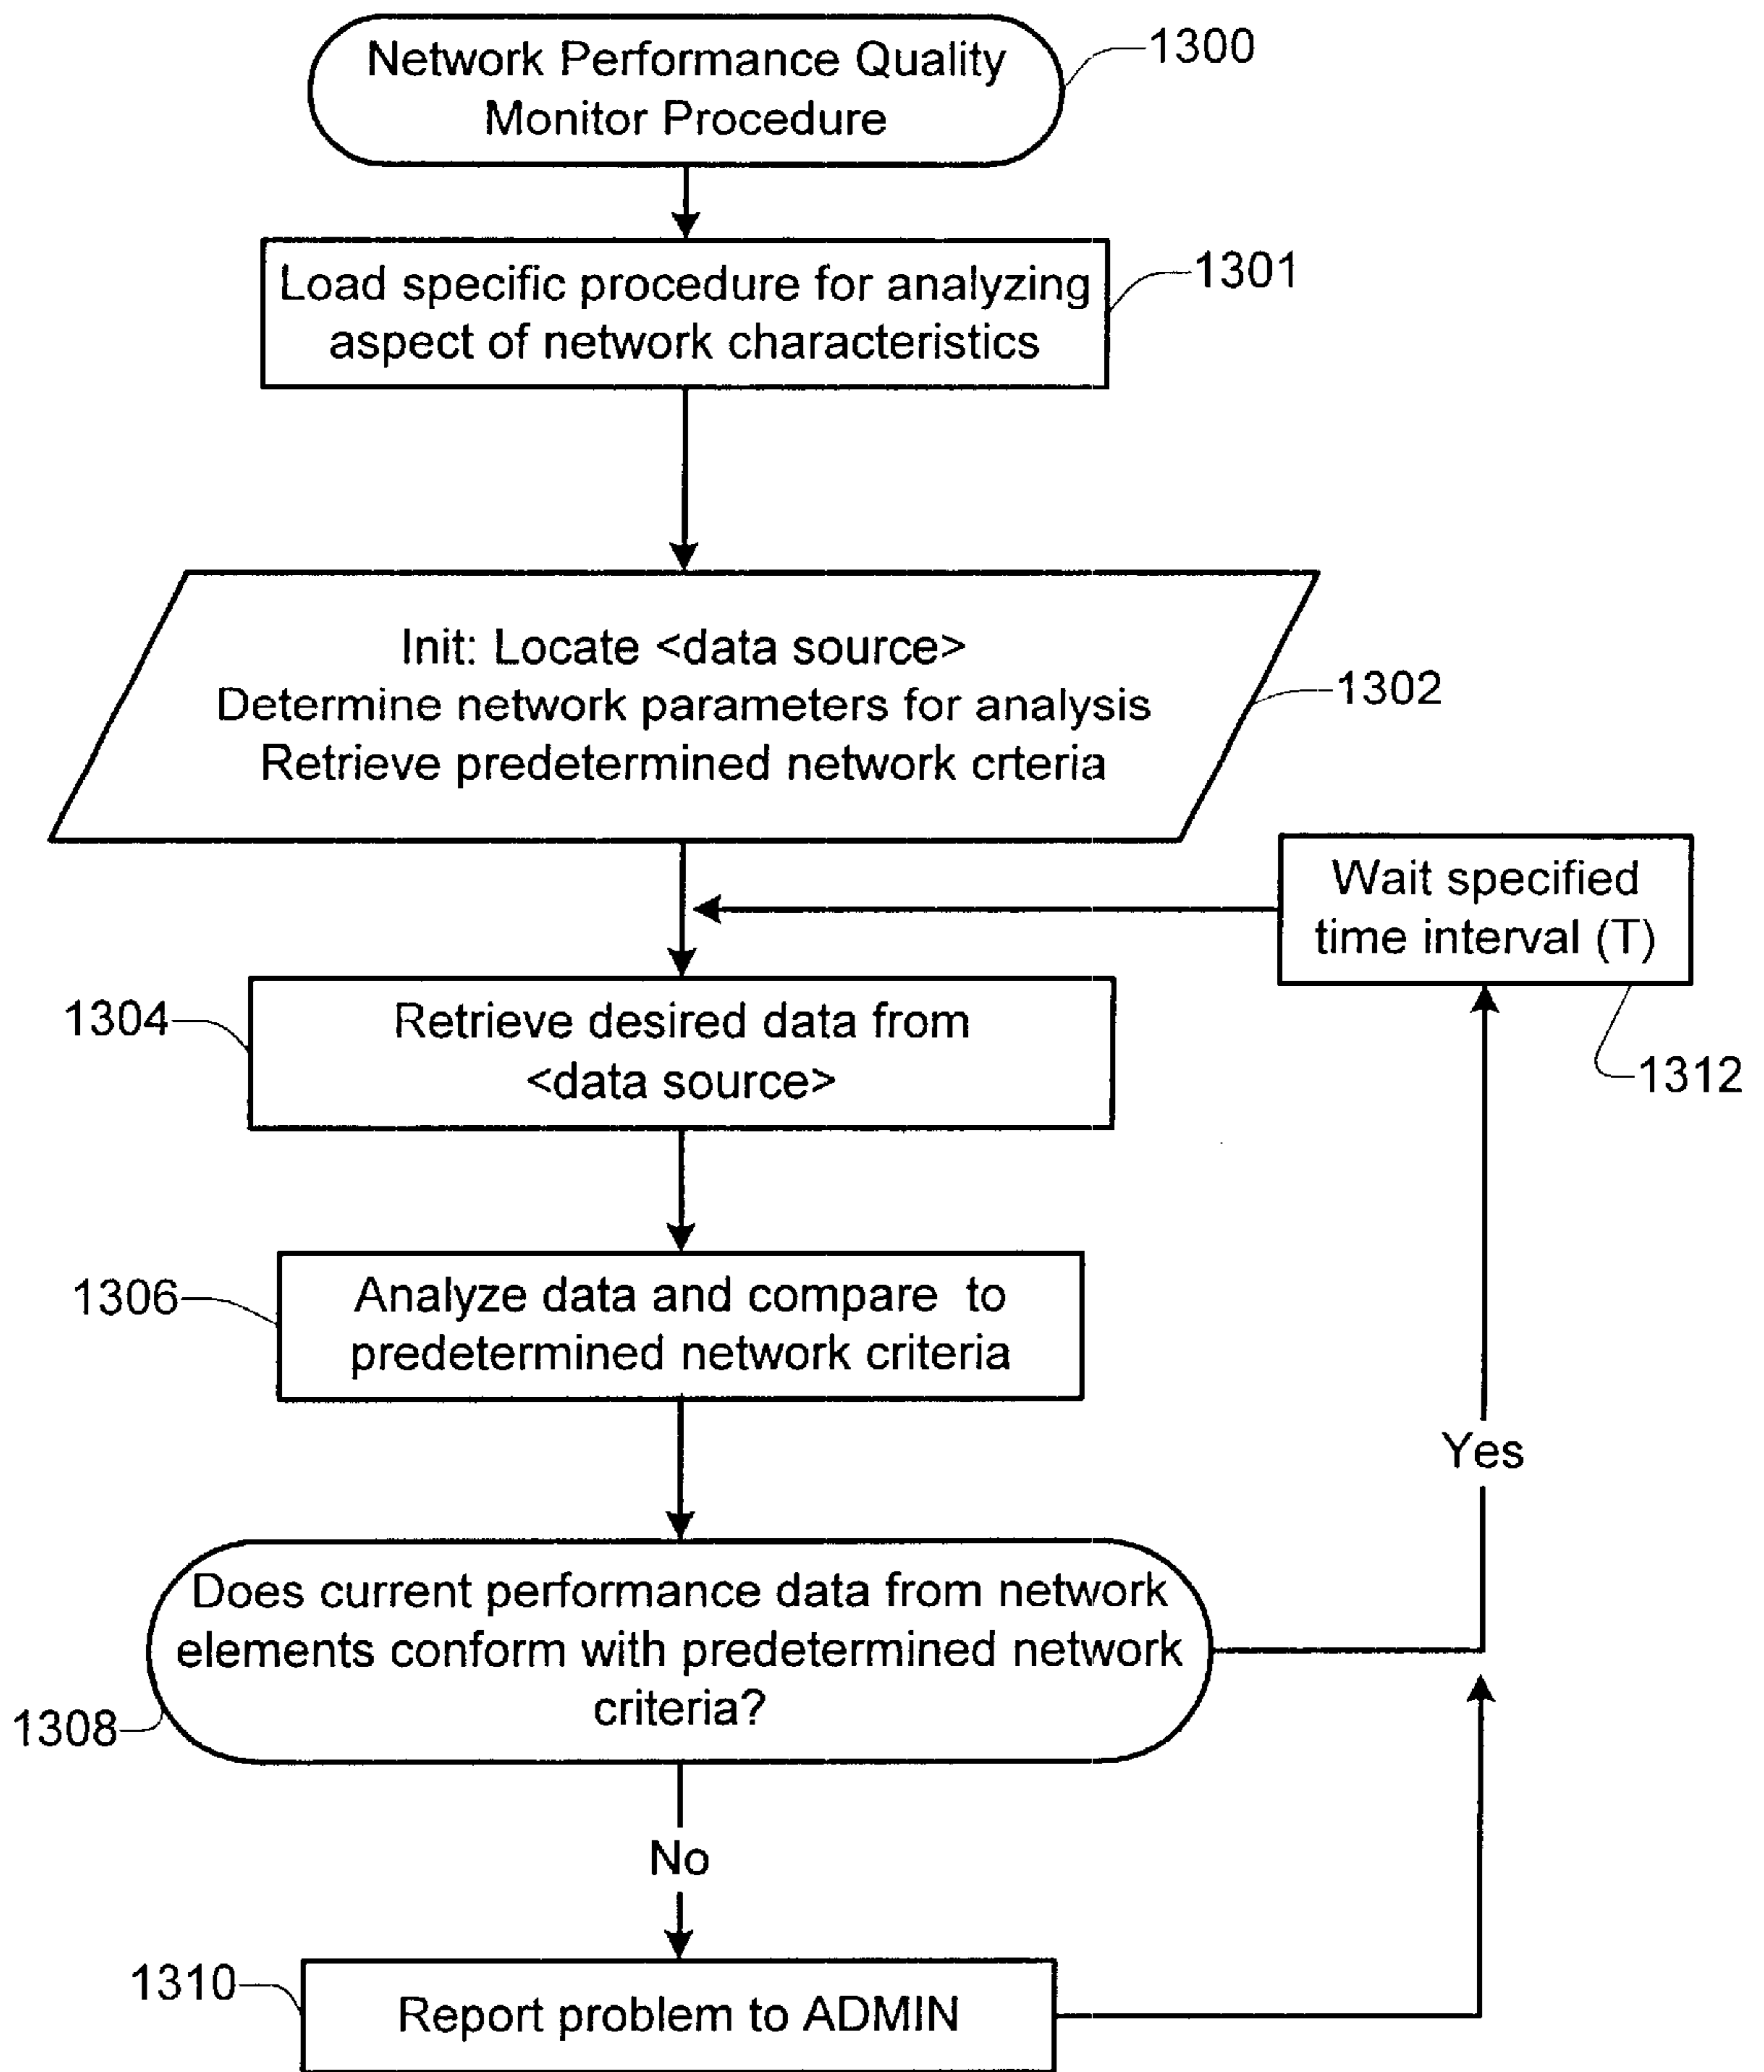 Network Performance Quality
Monitor Procedure
1300
Load specific procedure for analyzing
aspect of network characteristics
1301
Init: Locate <data source>
Determine network parameters for analysis
Retrieve predetermined network crteria
1302
Wait specified
time interval (T)
1312
1304
Retrieve desired data from
<data source>
1306
Analyze data and compare to
predetermined network criteria
Yes
Does current performance data from network
elements conform with predetermined network
criteria?
1308
No
1310
Report problem to ADMIN